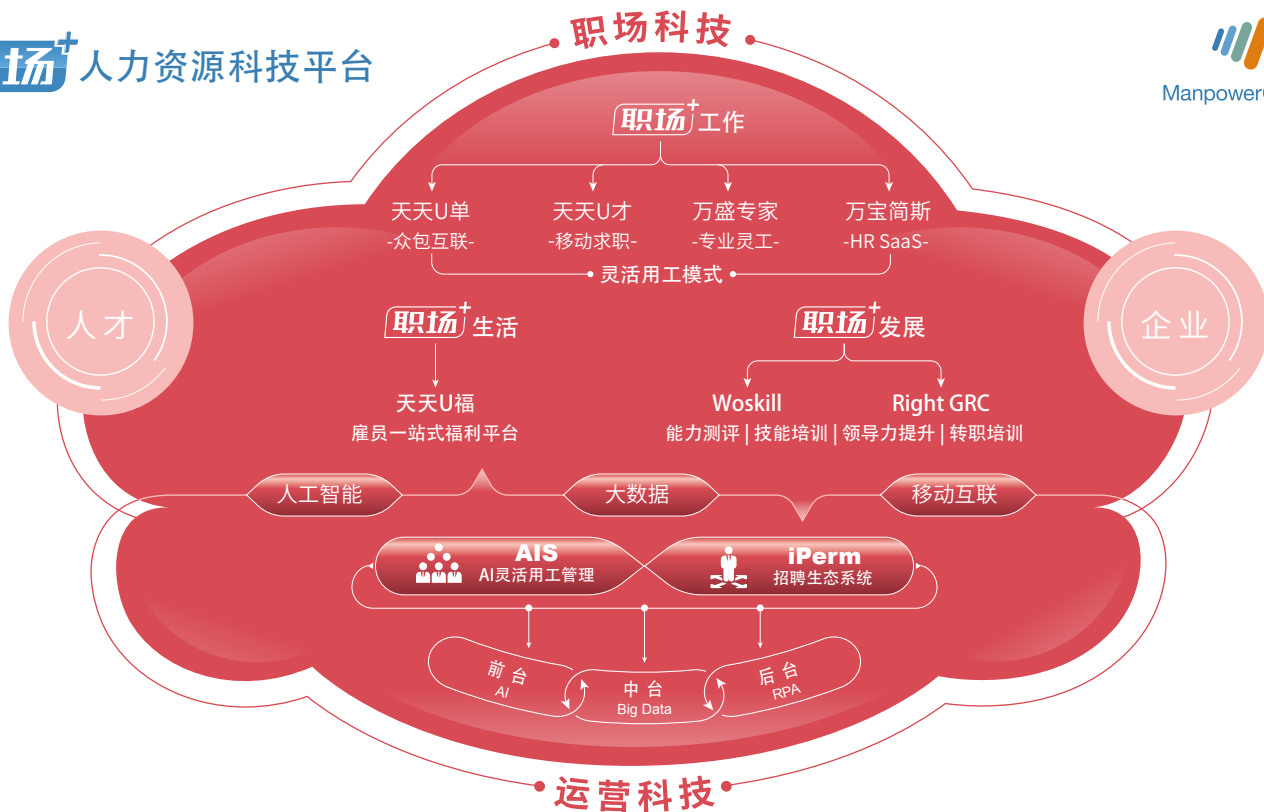 职场科技
场+ 人力资源科技平台
Manpower
职场+工作
天天U单 天天U才 万盛专家 万宝简斯
-众包互联- -移动求职- -专业灵工- -HR SaaS-
灵活用工模式
人才
企业
职场+生活 职场+发展
天天U福 Woskill Right GRC
雇员一站式福利平台 能力测评 | 技能培训 | 领导力提升 | 转职培训
人工智能 大数据 移动互联
AIS iPerm
AI灵活用工管理 招聘生态系统
前台 中台 后台
AI Big Data RPA
运营科技